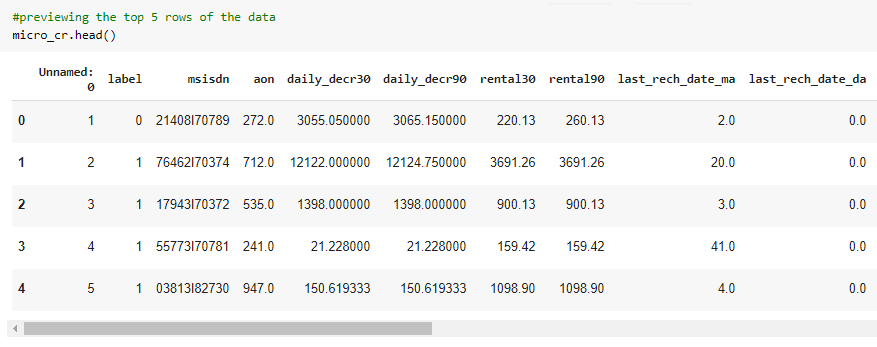 #previewing the top 5 rows of the data
micro_cr.head()
Unnamed: 0 label msisdn aon daily_decr30 daily_decr90 rental30 rental90 last_rech_date_ma last_rech_date_da
0 1 0 21408I70789 272.0 3055.050000 3065.150000 220.13 260.13 2.0 0.0
1 2 1 76462I70374 712.0 12122.000000 12124.750000 3691.26 3691.26 20.0 0.0
2 3 1 17943I70372 535.0 1398.000000 1398.000000 900.13 900.13 3.0 0.0
3 4 1 55773I70781 241.0 21.228000 21.228000 159.42 159.42 41.0 0.0
4 5 1 03813I82730 947.0 150.619333 150.619333 1098.90 1098.90 4.0 0.0